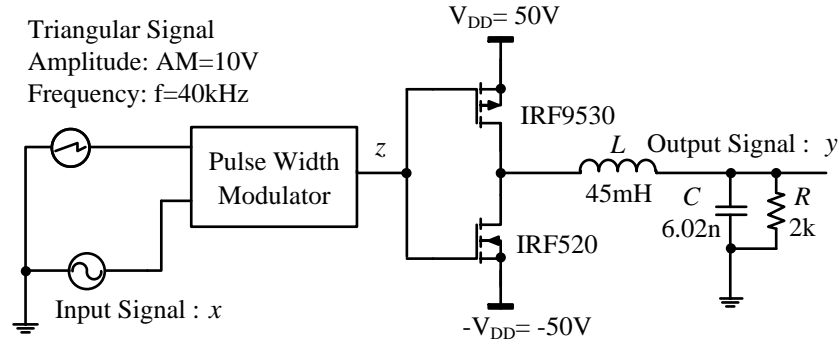 Triangular Signal
Amplitude: AM=10V
Frequency: f=40kHz
V_DD= 50V
IRF9530
Pulse Width
Modulator
z
L
45mH
Output Signal : y
C
6.02n
R
2k
IRF520
Input Signal : x
-V_DD= -50V